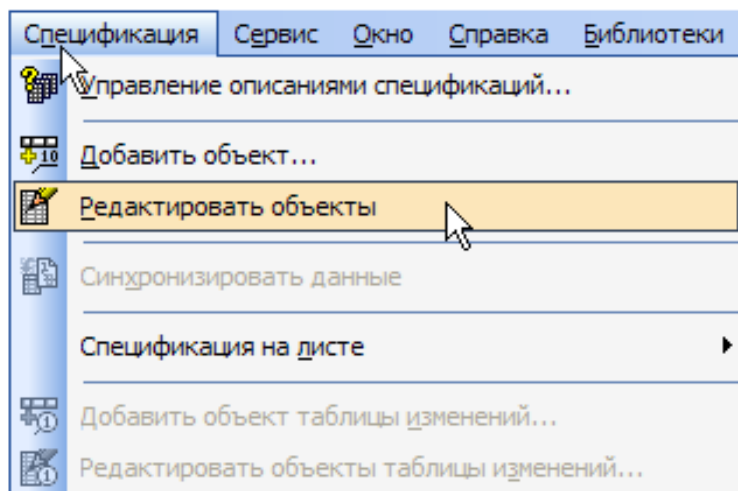 Спецификация Сервис Окно Справка Библиотеки
Управление описаниями спецификаций...
Добавить объект...
Редактировать объекты
Синхронизировать данные
Спецификация на листе
Добавить объект таблицы изменений...
Редактировать объекты таблицы изменений...